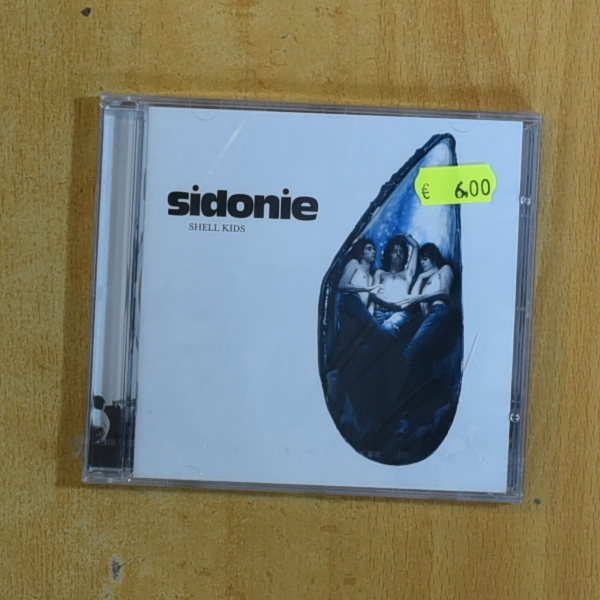 sidonie
SHELL KIDS
€ 6,00